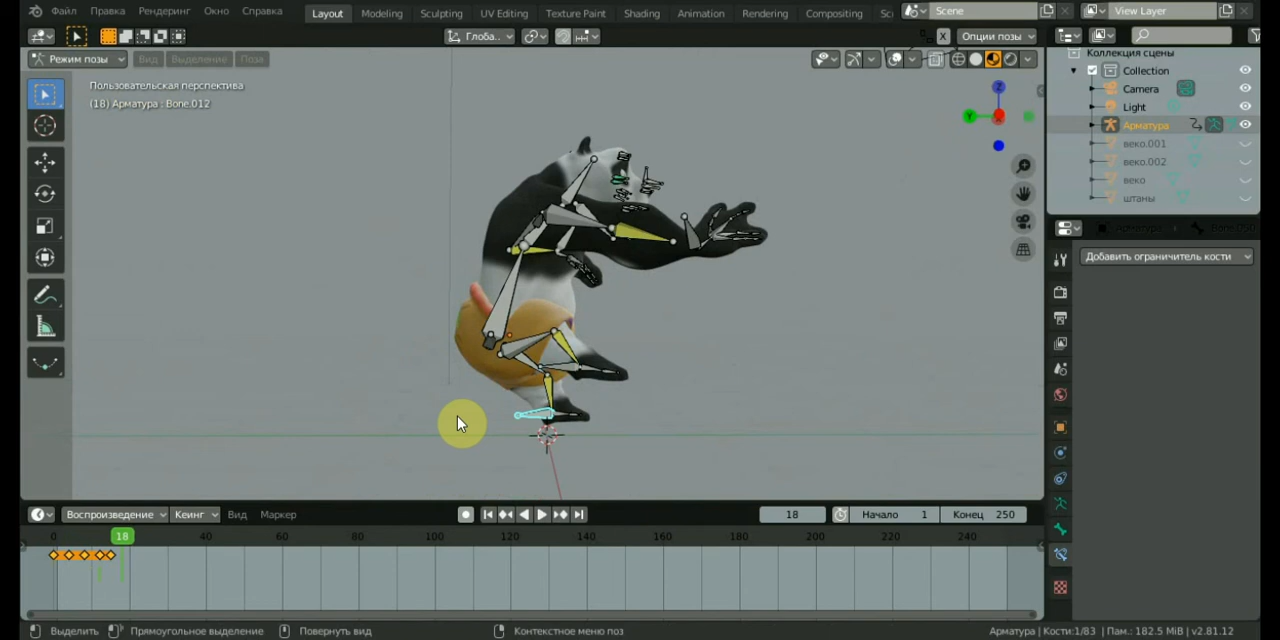 Файл Правка Рендеринг Окно Справка Layout Modeling Sculpting UV Editing Texture Paint Shading Animation Rendering Compositing Sc Scene View Layer
Глоба.. X Опции позы
Режим позы Вид Выделение Поза
Пользовательская перспектива
(18) Арматура : Bone.012
Z
Y
X
Коллекция сцены
Collection
Camera
Light
Арматура
веко.001
веко.002
веко
штаны
Арматура
Добавить ограничитель кости
Воспроизведение Кеинг Вид Маркер 18 Начало 1 Конец 250
0 18 40 60 80 100 120 140 160 180 200 220 240
Выделить Прямоугольное выделение Повернуть вид Контекстное меню поз Арматура | Кости:1/83 | Пам.: 182.5 MiB | v2.81.12